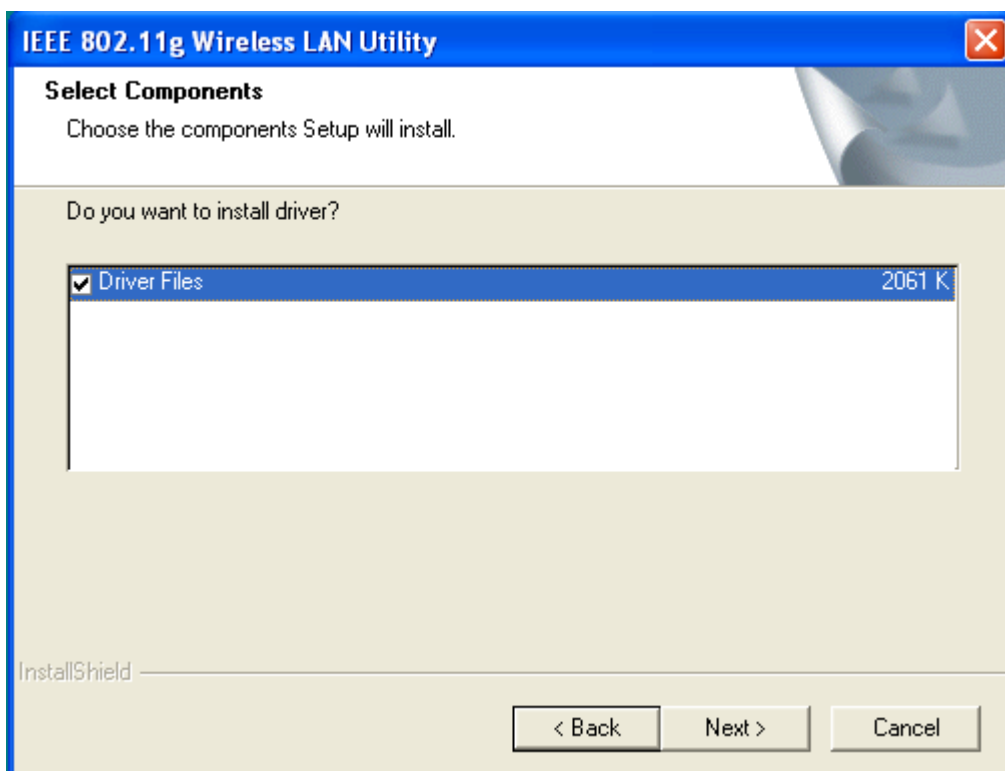 IEEE 802.11g Wireless LAN Utility
Select Components
Choose the components Setup will install.
Do you want to install driver?
Driver Files 2061 K
InstallShield
< Back Next > Cancel